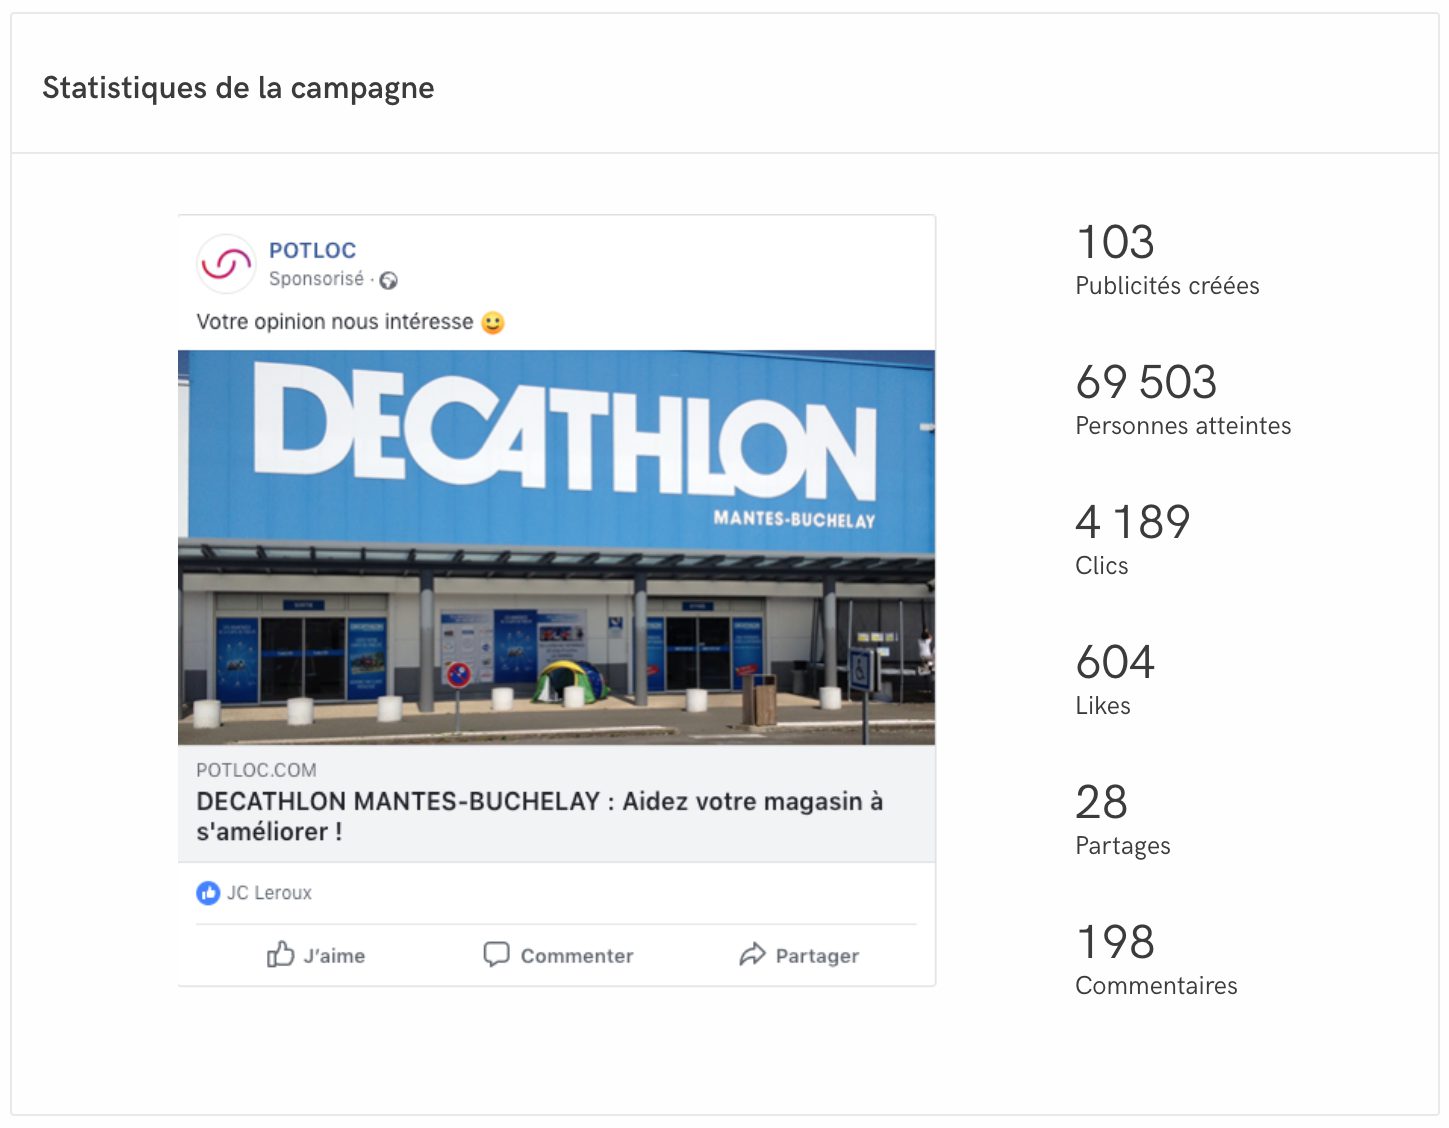 Statistiques de la campagne
POTLOC
Sponsorisé ·
Votre opinion nous intéresse
DECATHLON
MANTES-BUCHELAY
POTLOC.COM
DECATHLON MANTES-BUCHELAY : Aidez votre magasin à
s'améliorer !
JC Leroux
J'aime
Commenter
Partager
103
Publicités créées
69 503
Personnes atteintes
4 189
Clics
604
Likes
28
Partages
198
Commentaires